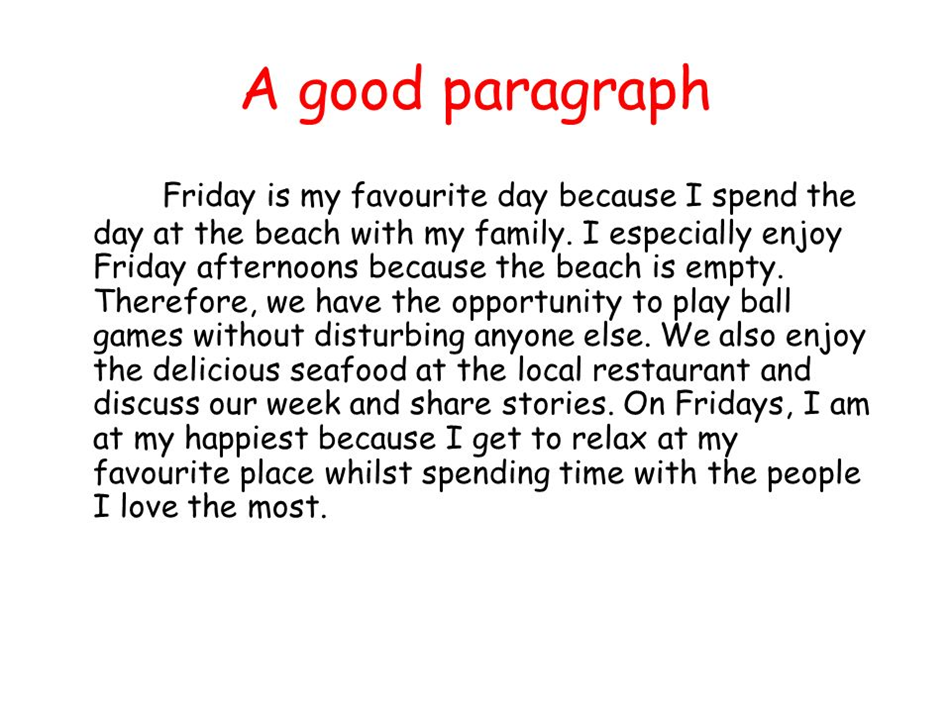 A good paragraph
Friday is my favourite day because I spend the
day at the beach with my family. I especially enjoy
Friday afternoons because the beach is empty.
Therefore, we have the opportunity to play ball
games without disturbing anyone else. We also enjoy
the delicious seafood at the local restaurant and
discuss our week and share stories. On Fridays, I am
at my happiest because I get to relax at my
favourite place whilst spending time with the people
I love the most.